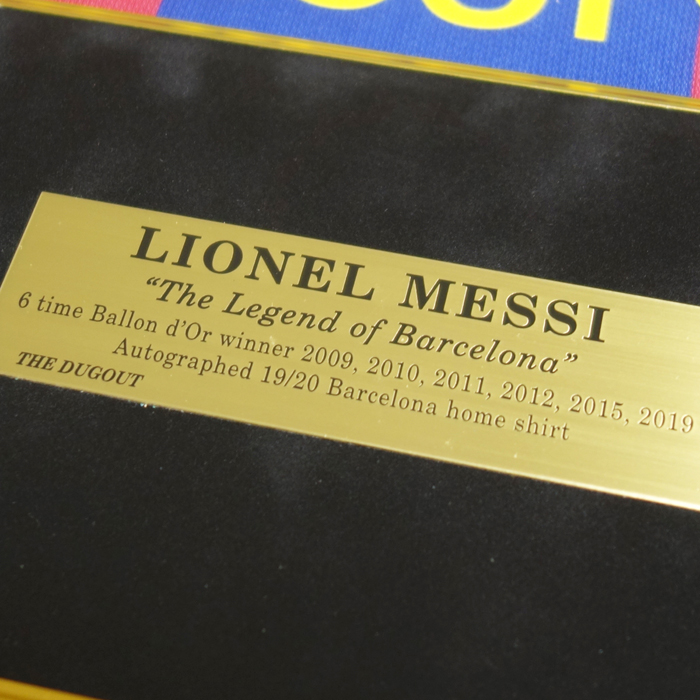 LIONEL MESSI
“The Legend of Barcelona”
6 time Ballon d’Or winner 2009, 2010, 2011, 2012, 2015, 2019
Autographed 19/20 Barcelona home shirt
THE DUGOUT